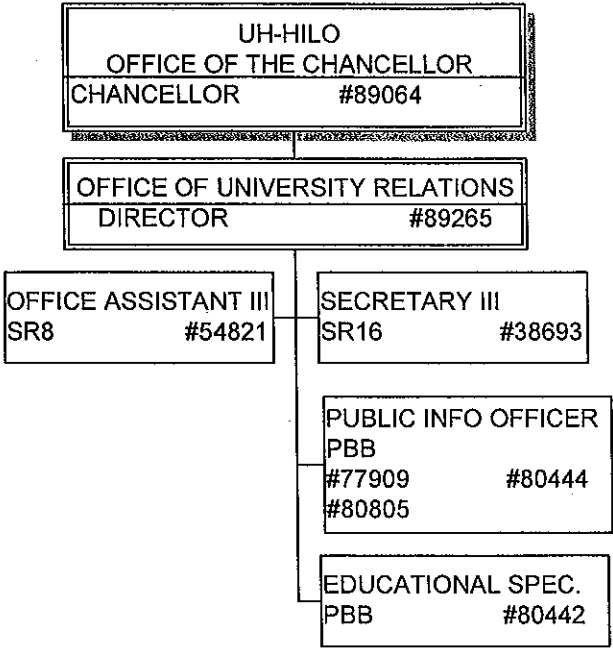 UH-HILO
OFFICE OF THE CHANCELLOR
CHANCELLOR #89064
OFFICE OF UNIVERSITY RELATIONS
DIRECTOR #89265
OFFICE ASSISTANT III
SR8 #54821
SECRETARY III
SR16 #38693
PUBLIC INFO OFFICER
PBB
#77909 #80444
#80805
EDUCATIONAL SPEC.
PBB #80442